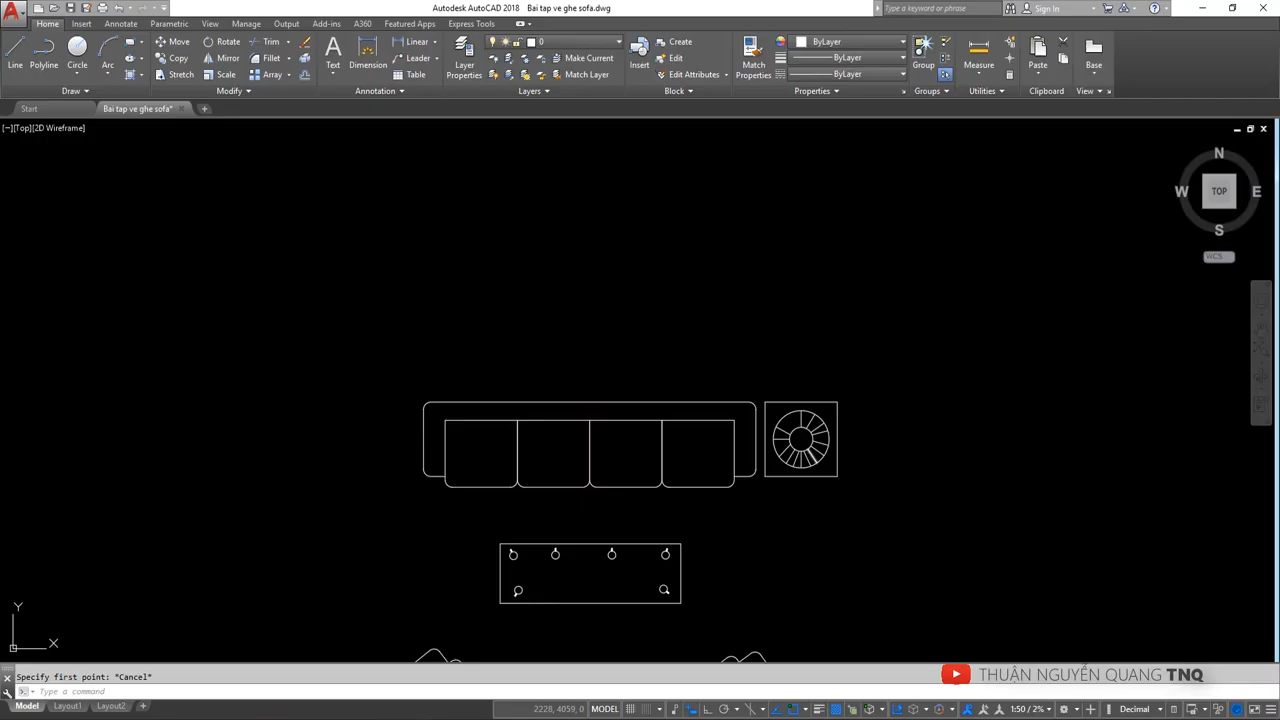 Autodesk AutoCAD 2018 Bai tap ve ghe sofa.dwg
Type a keyword or phrase
Sign In
Home Insert Annotate Parametric View Manage Output Add-ins A360 Featured Apps Express Tools
Line Polyline Circle Arc
Move Rotate Trim
Copy Mirror Fillet
Stretch Scale Array
Text Dimension
Linear
Leader
Table
Layer Properties
0
Make Current
Match Layer
Insert
Create
Edit
Edit Attributes
Match Properties
ByLayer
ByLayer
ByLayer
Group
Measure
Paste
Base
Draw Modify Annotation Layers Block Properties Groups Utilities Clipboard View
Start Bai tap ve ghe sofa*
[−][Top][2D Wireframe]
N
W TOP E
S
WCS
Y
X
Specify first point: *Cancel*
Type a command
THUẬN NGUYỄN QUANG TNQ
Model Layout1 Layout2
2228, 4059, 0 MODEL
1:50 / 2%
Decimal